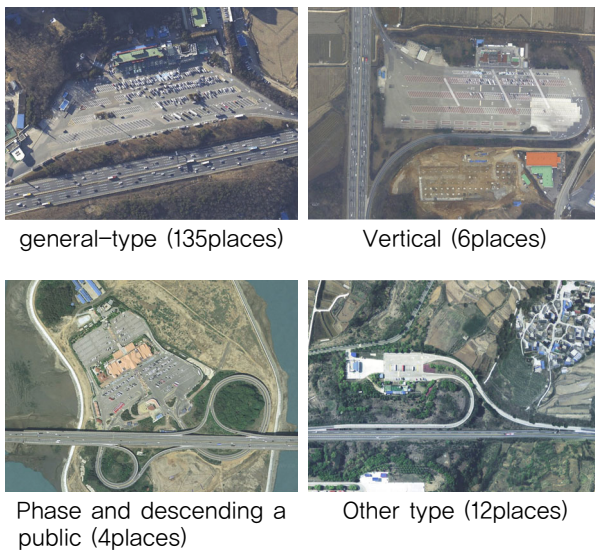 general-type (135places)
Vertical (6places)
Phase and descending a
public (4places)
Other type (12places)